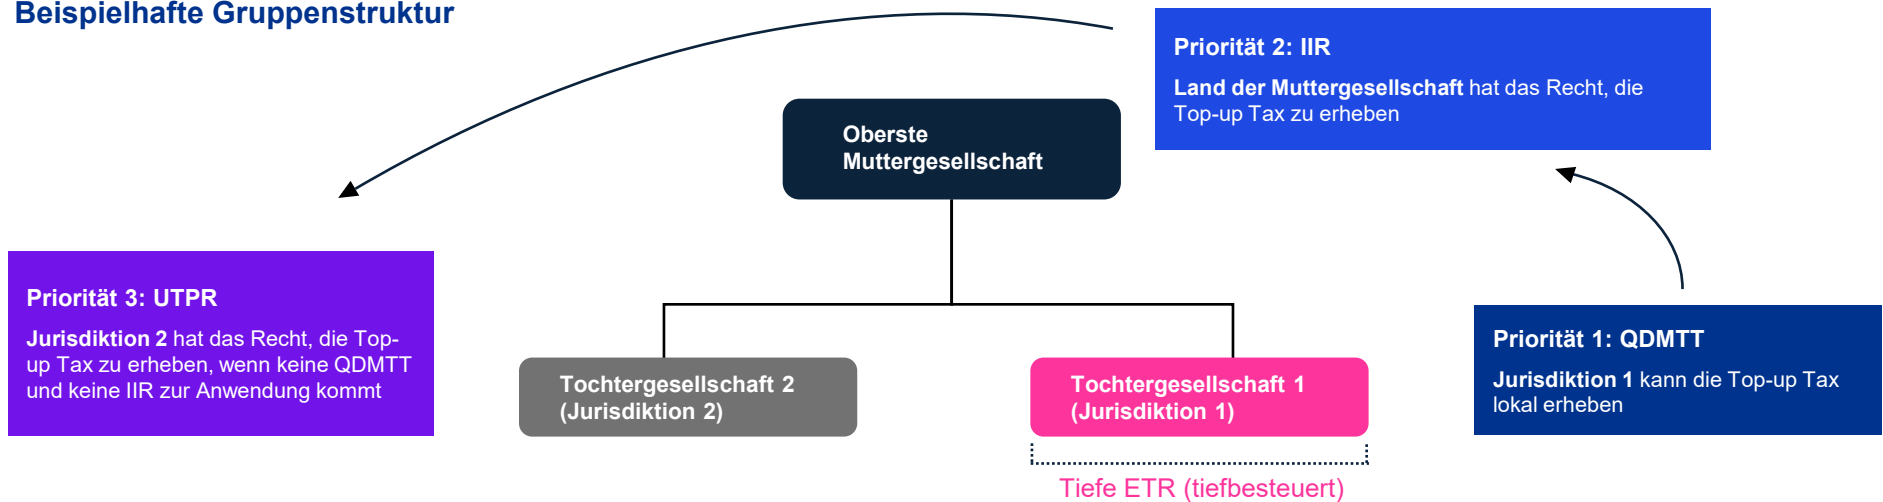 Beispielhafte Gruppenstruktur
Priorität 2: IIR
Land der Muttergesellschaft hat das Recht, die
Top-up Tax zu erheben
Oberste
Muttergesellschaft
Priorität 3: UTPR
Jurisdiktion 2 hat das Recht, die Top-
up Tax zu erheben, wenn keine QDMTT
und keine IIR zur Anwendung kommt
Tochtergesellschaft 2
(Jurisdiktion 2)
Tochtergesellschaft 1
(Jurisdiktion 1)
Priorität 1: QDMTT
Jurisdiktion 1 kann die Top-up Tax
lokal erheben
Tiefe ETR (tiefbesteuert)